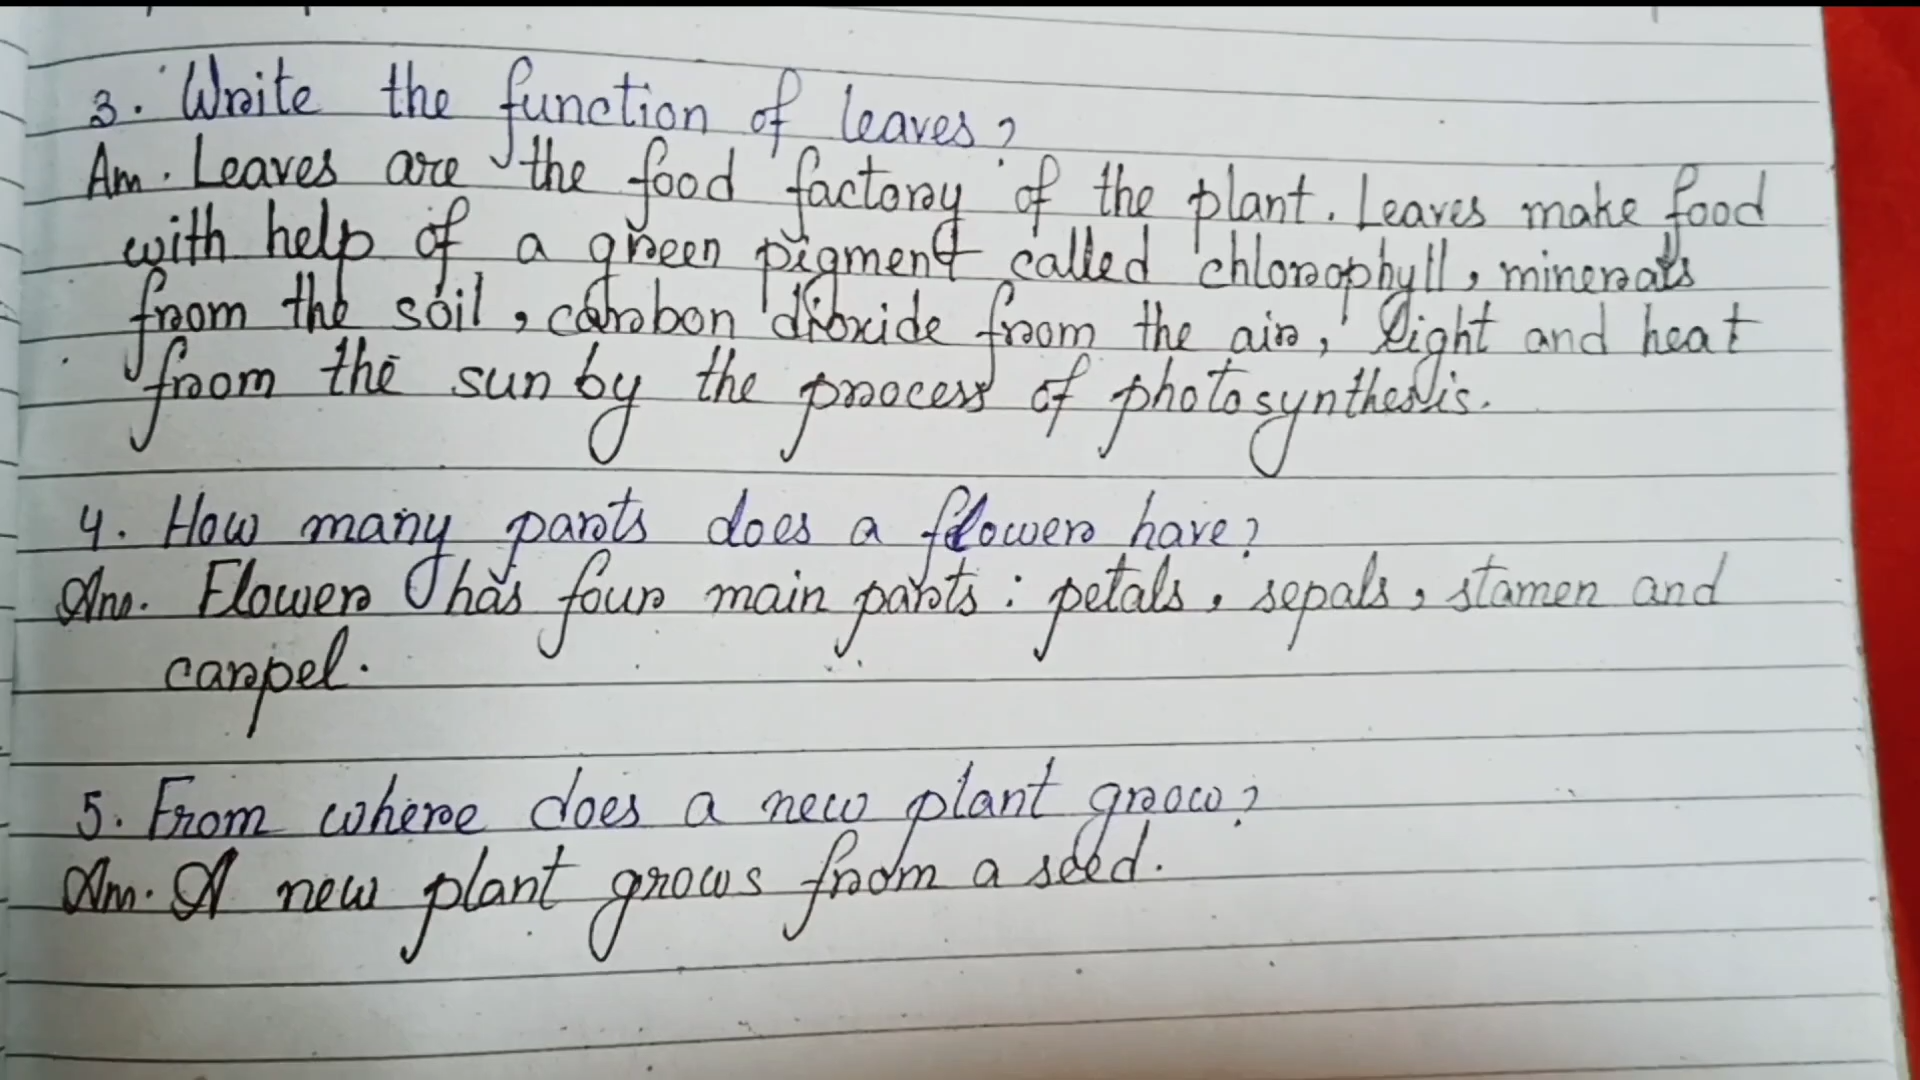 3. Write the function of leaves?
Ans. Leaves are the food factory of the plant. Leaves make food
with help of a green pigment called chlorophyll, minerals
from the soil, carbon dioxide from the air, light and heat
from the sun by the process of photosynthesis.
4. How many parts does a flower have?
Ans. Flower has four main parts: petals, sepals, stamen and
carpel.
5. From where does a new plant grow?
Ans. A new plant grows from a seed.